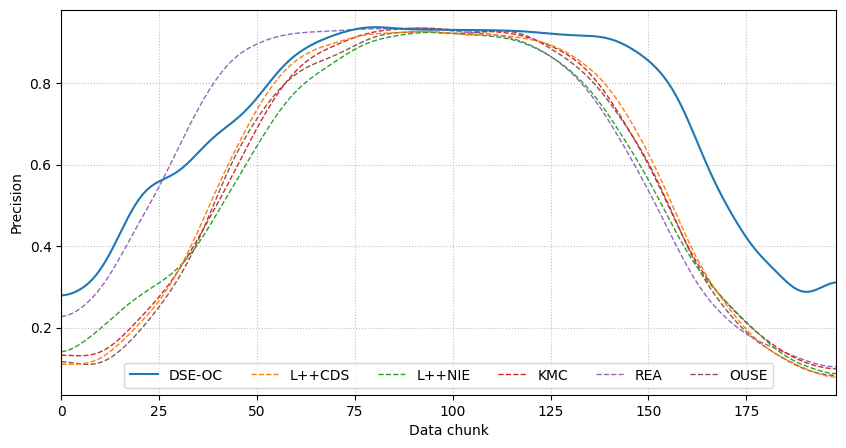 Precision
0.8
0.6
0.4
0.2
DSE-OC L++CDS L++NIE KMC REA OUSE
0 25 50 75 100 125 150 175
Data chunk